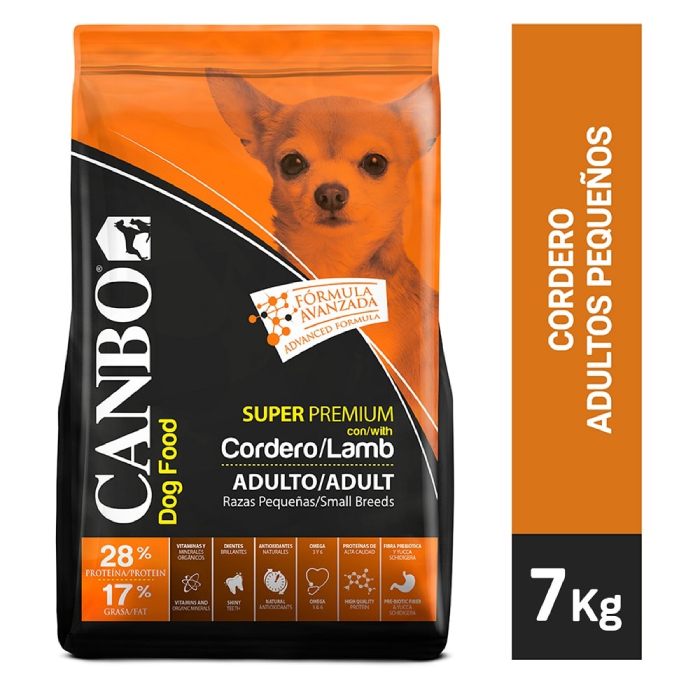 CANBO®
Dog Food
FÓRMULA
AVANZADA
ADVANCED FORMULA
SUPER PREMIUM
con/with
Cordero/Lamb
ADULTO/ADULT
Razas Pequeñas/Small Breeds
28%
PROTEÍNA/PROTEIN
17%
GRASA/FAT
VITAMINAS Y
MINERALES
ORGÁNICOS
VITAMINS AND
ORGANIC MINERALS
DIENTES
BRILLANTES
SHINY
TEETH
ANTIOXIDANTES
NATURALES
NATURAL
ANTIOXIDANTS
OMEGA
3 Y 6
OMEGA
3 & 6
PROTEÍNAS DE
ALTA CALIDAD
HIGH QUALITY
PROTEIN
FIBRA PREBIOTICA
Y YUCCA
SCHIDIGERA
PRE-BIOTIC FIBER
& YUCCA
SCHIDIGERA
CORDERO
ADULTOS PEQUEÑOS
7 Kg